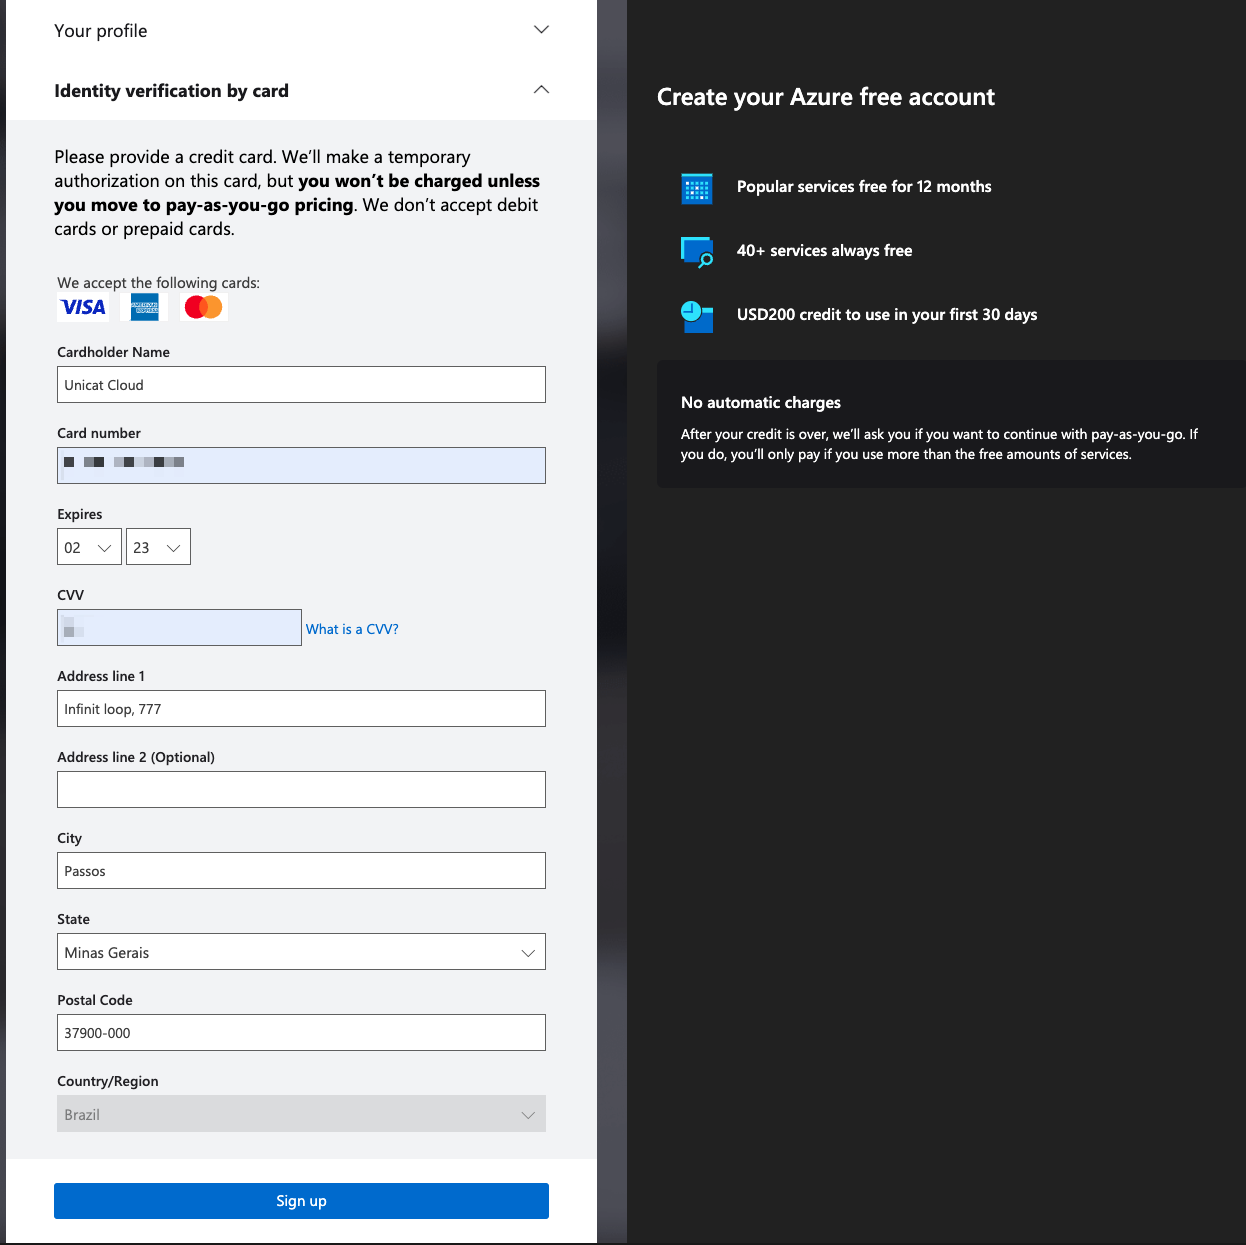 Your profile
Identity verification by card
Please provide a credit card. We’ll make a temporary
authorization on this card, but you won’t be charged unless
you move to pay-as-you-go pricing. We don’t accept debit
cards or prepaid cards.
We accept the following cards:
VISA
AMERICAN EXPRESS
Cardholder Name
Unicat Cloud
Card number
Expires
02 23
CVV
What is a CVV?
Address line 1
Infinit loop, 777
Address line 2 (Optional)
City
Passos
State
Minas Gerais
Postal Code
37900-000
Country/Region
Brazil
Sign up
Create your Azure free account
Popular services free for 12 months
40+ services always free
USD200 credit to use in your first 30 days
No automatic charges
After your credit is over, we’ll ask you if you want to continue with pay-as-you-go. If
you do, you’ll only pay if you use more than the free amounts of services.